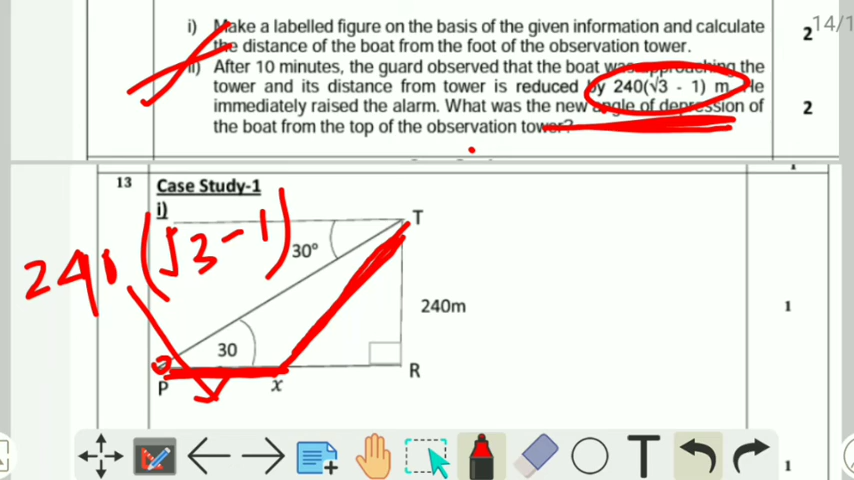 i) Make a labelled figure on the basis of the given information and calculate
the distance of the boat from the foot of the observation tower.
2
14/1
ii) After 10 minutes, the guard observed that the boat was approaching the
tower and its distance from tower is reduced by 240(√3 - 1) m. He
immediately raised the alarm. What was the new angle of depression of
the boat from the top of the observation tower?
2
13
Case Study-1
i)
T
240 (√3 - 1)
30°
240m
1
30
P
x
R
T
1